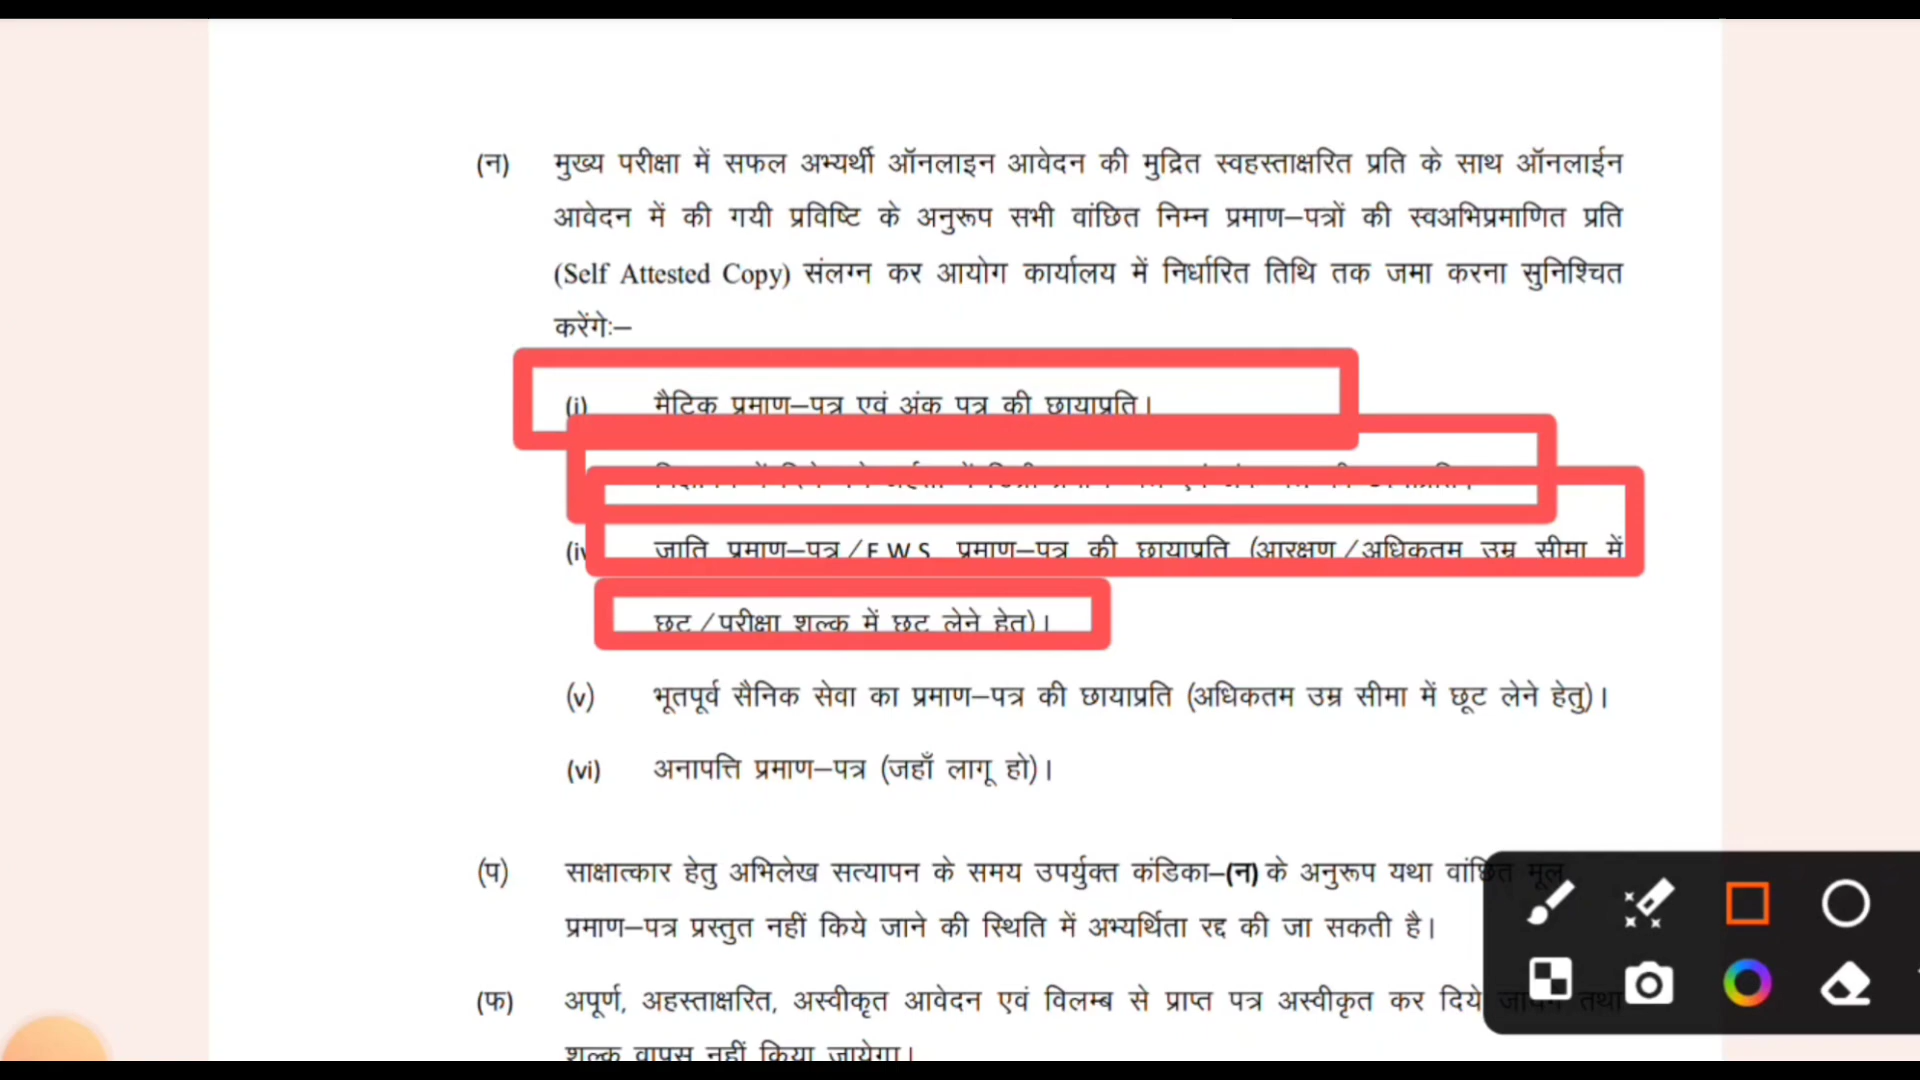 (न) मुख्य परीक्षा में सफल अभ्यर्थी ऑनलाइन आवेदन की मुद्रित स्वहस्ताक्षरित प्रति के साथ ऑनलाईन
आवेदन में की गयी प्रविष्टि के अनुरूप सभी वांछित निम्न प्रमाण–पत्रों की स्वअभिप्रमाणित प्रति
(Self Attested Copy) संलग्न कर आयोग कार्यालय में निर्धारित तिथि तक जमा करना सुनिश्चित
करेंगेः–
(i) मैट्रिक प्रमाण–पत्र एवं अंक पत्र की छायाप्रति।
(iv जाति प्रमाण–पत्र/E.W.S. प्रमाण–पत्र की छायाप्रति (आरक्षण/अधिकतम उम्र सीमा में
छूट/परीक्षा शुल्क में छूट लेने हेतु)।
(v) भूतपूर्व सैनिक सेवा का प्रमाण–पत्र की छायाप्रति (अधिकतम उम्र सीमा में छूट लेने हेतु)।
(vi) अनापत्ति प्रमाण–पत्र (जहाँ लागू हो)।
(प) साक्षात्कार हेतु अभिलेख सत्यापन के समय उपर्युक्त कंडिका–(न) के अनुरूप यथा वांछित मूल
प्रमाण–पत्र प्रस्तुत नहीं किये जाने की स्थिति में अभ्यर्थिता रद्द की जा सकती है।
(फ) अपूर्ण, अहस्ताक्षरित, अस्वीकृत आवेदन एवं विलम्ब से प्राप्त पत्र अस्वीकृत कर दिये जायेंगे तथा
शुल्क वापस नहीं किया जायेगा।